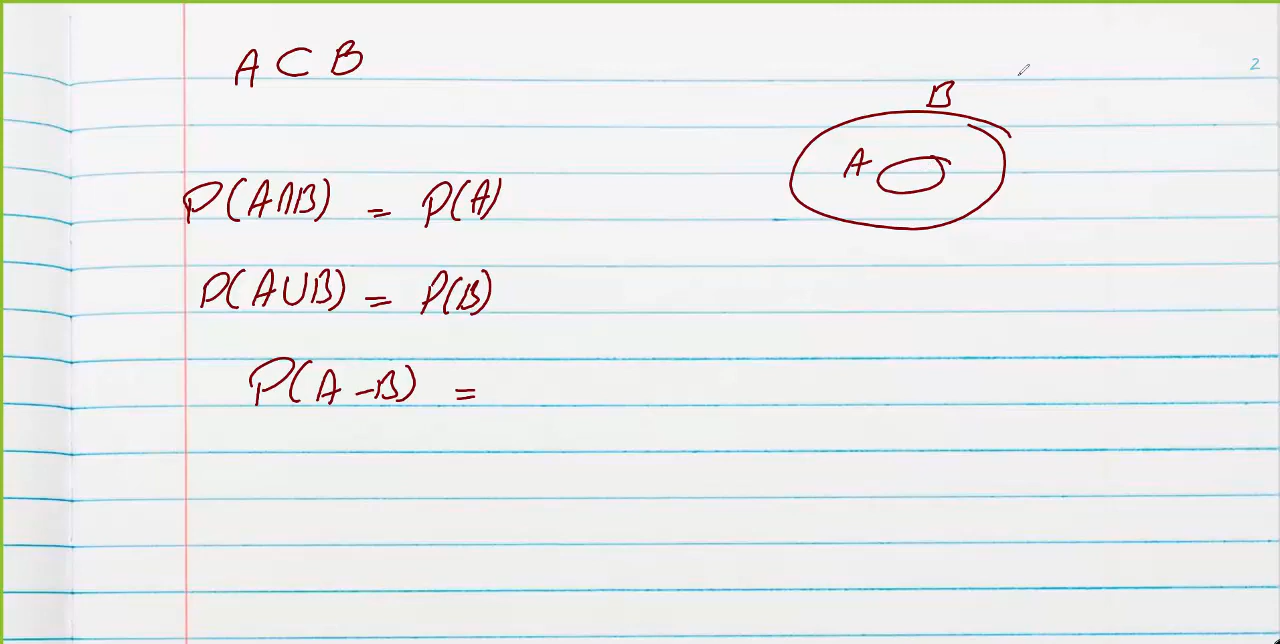 A ⊂ B
2
B
A
P(A∩B) = P(A)
P(A∪B) = P(B)
P(A-B) =